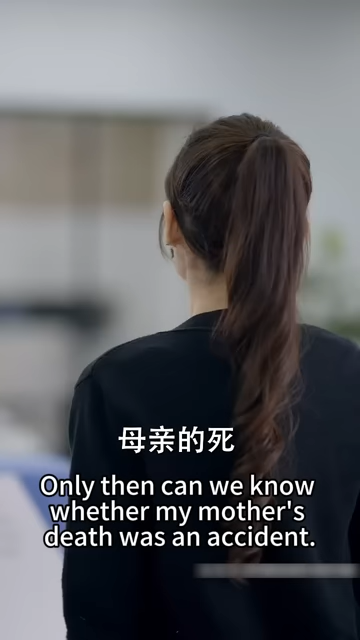 母亲的死
Only then can we know
whether my mother's
death was an accident.